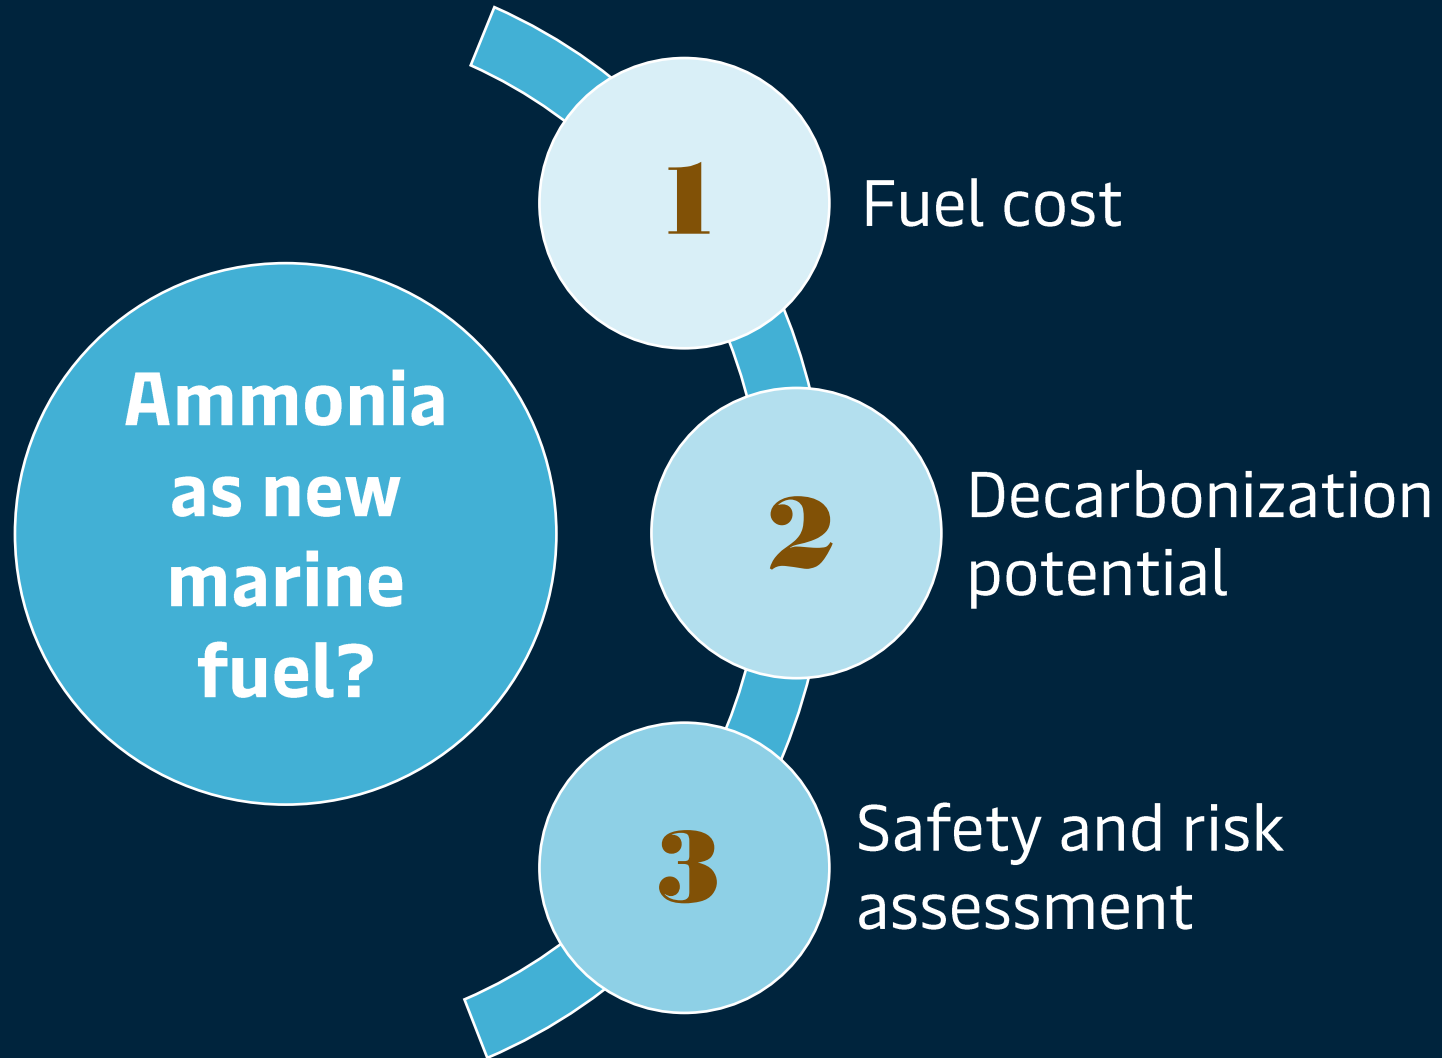 Ammonia
as new
marine
fuel?
1
Fuel cost
2
Decarbonization
potential
3
Safety and risk
assessment